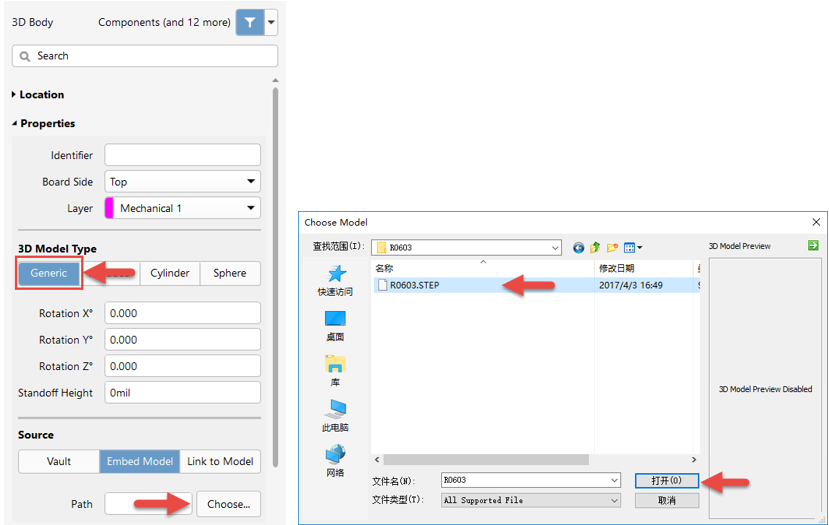 3D Body Components (and 12 more)
Search
Location
Properties
Identifier
Board Side Top
Layer Mechanical 1
3D Model Type
Generic Cylinder Sphere
Rotation X° 0.000
Rotation Y° 0.000
Rotation Z° 0.000
Standoff Height 0mil
Source
Vault Embed Model Link to Model
Path Choose...
Choose Model
查找范围(I): R0603 3D Model Preview
名称 修改日期
R0603.STEP 2017/4/3 16:49
快速访问
桌面
库
此电脑
网络
3D Model Preview Disabled
文件名(N): R0603 打开(O)
文件类型(T): All Supported File 取消